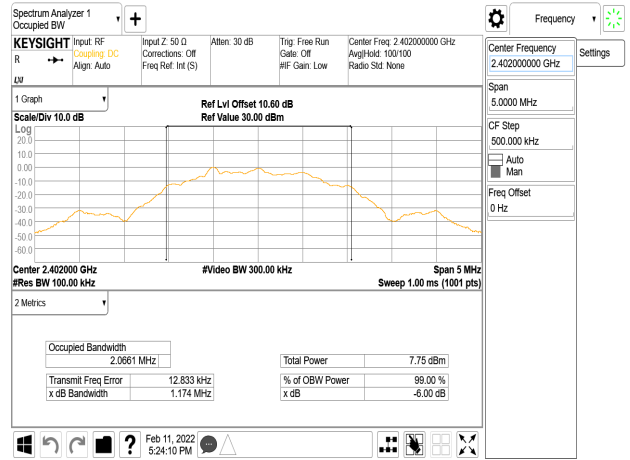 Spectrum Analyzer 1
Occupied BW
Frequency
KEYSIGHT
R
Input: RF
Coupling: DC
Align: Auto
Input Z: 50 Ω
Corrections: Off
Freq Ref: Int (S)
Atten: 30 dB
Trig: Free Run
Gate: Off
#IF Gain: Low
Center Freq: 2.402000000 GHz
Avg|Hold: 100/100
Radio Std: None
1 Graph
Ref Lvl Offset 10.60 dB
Scale/Div 10.0 dB
Ref Value 30.00 dBm
Log
20.0
10.0
0.00
-10.0
-20.0
-30.0
-40.0
-50.0
-60.0
Center 2.402000 GHz
#Video BW 300.00 kHz
Span 5 MHz
#Res BW 100.00 kHz
Sweep 1.00 ms (1001 pts)
2 Metrics
Occupied Bandwidth
2.0661 MHz
Total Power 7.75 dBm
Transmit Freq Error 12.833 kHz
% of OBW Power 99.00 %
x dB Bandwidth 1.174 MHz
x dB -6.00 dB
Feb 11, 2022
5:24:10 PM
?
Center Frequency
2.402000000 GHz
Settings
Span
5.0000 MHz
CF Step
500.000 kHz
Auto
Man
Freq Offset
0 Hz